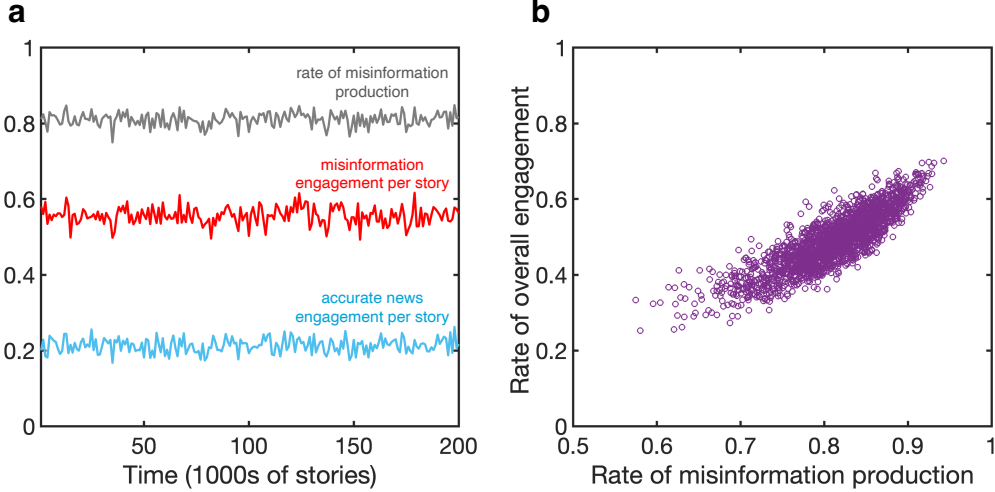 a
1
0.8
0.6
0.4
0.2
0
rate of misinformation
production
misinformation
engagement per story
accurate news
engagement per story
50
100
150
200
Time (1000s of stories)
b
Rate of overall engagement
1
0.8
0.6
0.4
0.2
0
0.5
0.6
0.7
0.8
0.9
1
Rate of misinformation production